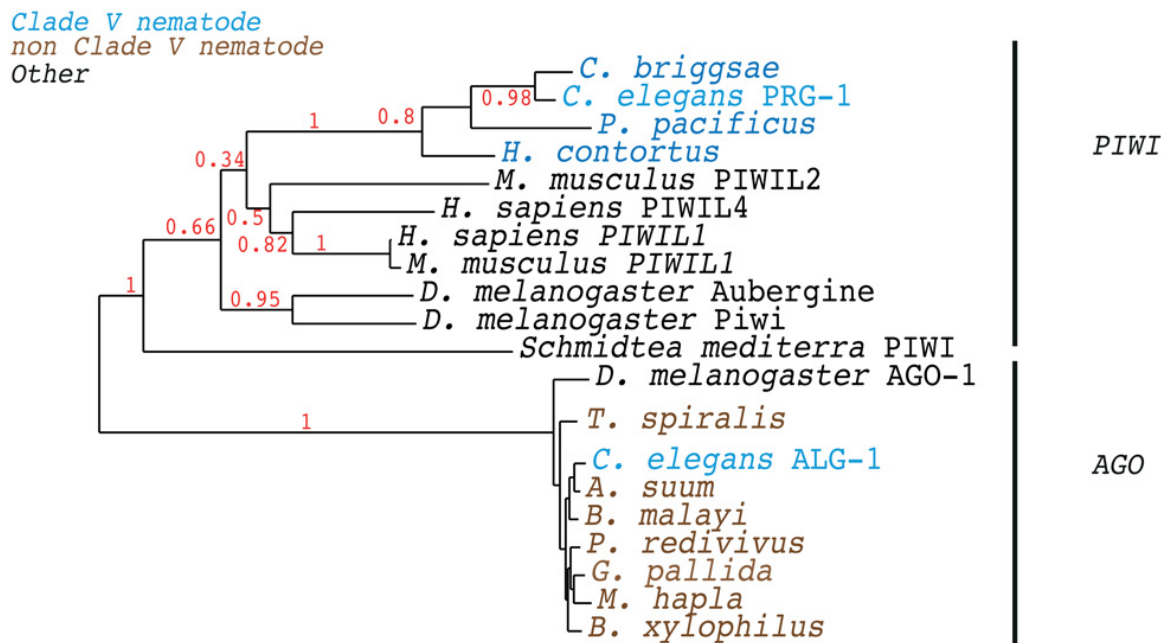 Clade V nematode
non Clade V nematode
Other
C. briggsae
0.98
C. elegans PRG-1
1
0.8
P. pacificus
PIWI
H. contortus
0.34
M. musculus PIWIL2
H. sapiens PIWIL4
0.66
0.5
0.82
1
H. sapiens PIWIL1
M. musculus PIWIL1
1
0.95
D. melanogaster Aubergine
D. melanogaster Piwi
Schmidtea mediterra PIWI
D. melanogaster AGO-1
1
T. spiralis
C. elegans ALG-1
AGO
A. suum
B. malayi
P. redivivus
G. pallida
M. hapla
B. xylophilus